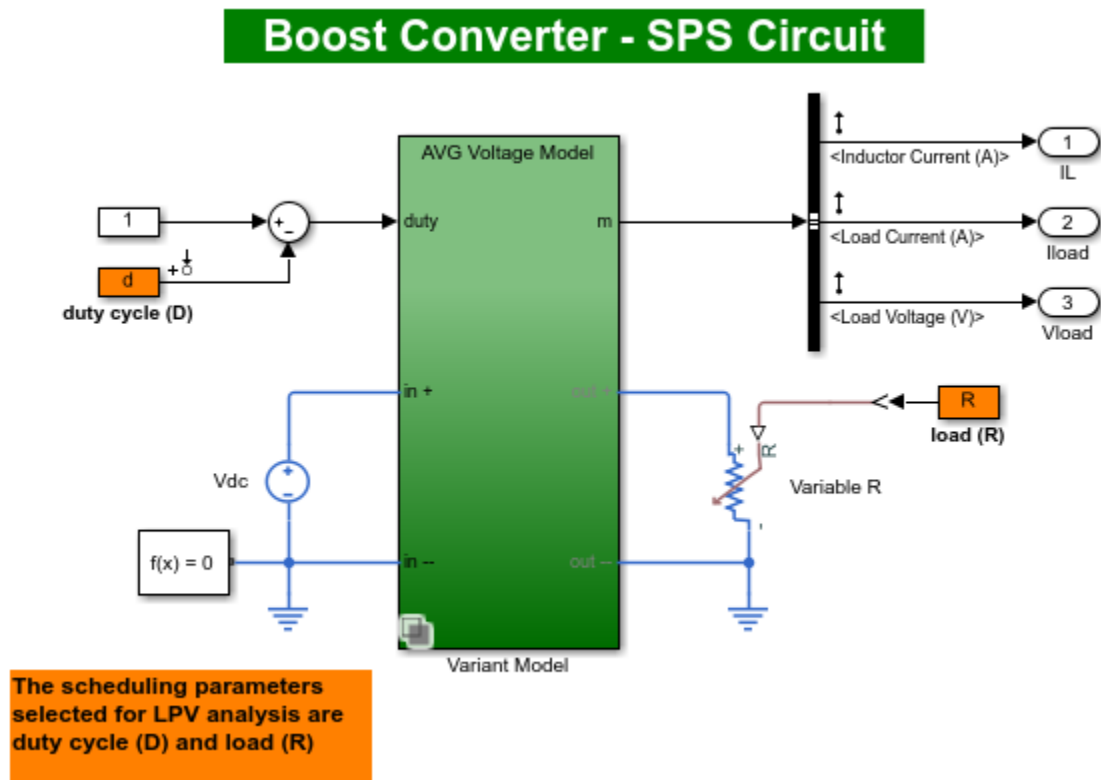 Boost Converter - SPS Circuit
AVG Voltage Model
<Inductor Current (A)>
1
IL
1
+
-
duty
m
<Load Current (A)>
2
Iload
d
+
duty cycle (D)
<Load Voltage (V)>
3
Vload
in +
out +
R
load (R)
+
R
Vdc
+
-
Variable R
-
f(x) = 0
in --
out --
Variant Model
The scheduling parameters
selected for LPV analysis are
duty cycle (D) and load (R)